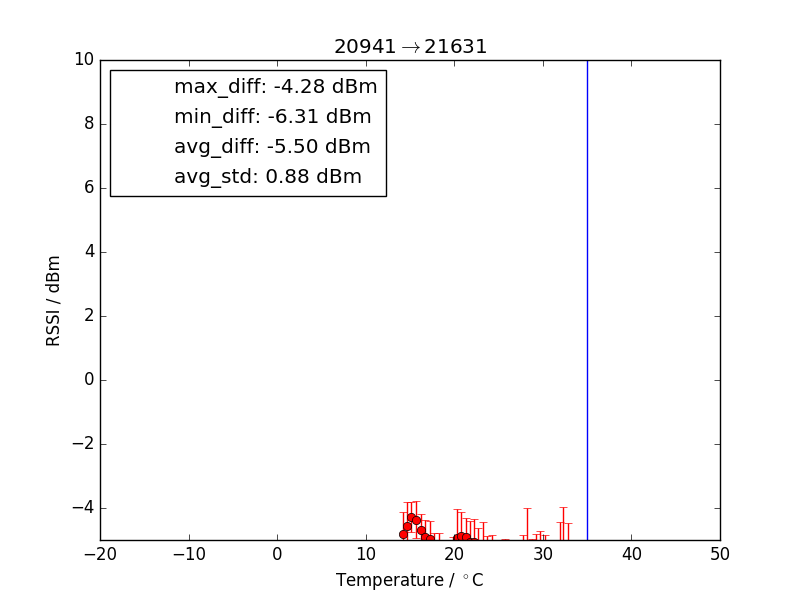 20941→21631
max_diff: -4.28 dBm
min_diff: -6.31 dBm
avg_diff: -5.50 dBm
avg_std: 0.88 dBm
10
8
6
4
2
0
−2
−4
RSSI / dBm
−20 −10 0 10 20 30 40 50
Temperature / °C